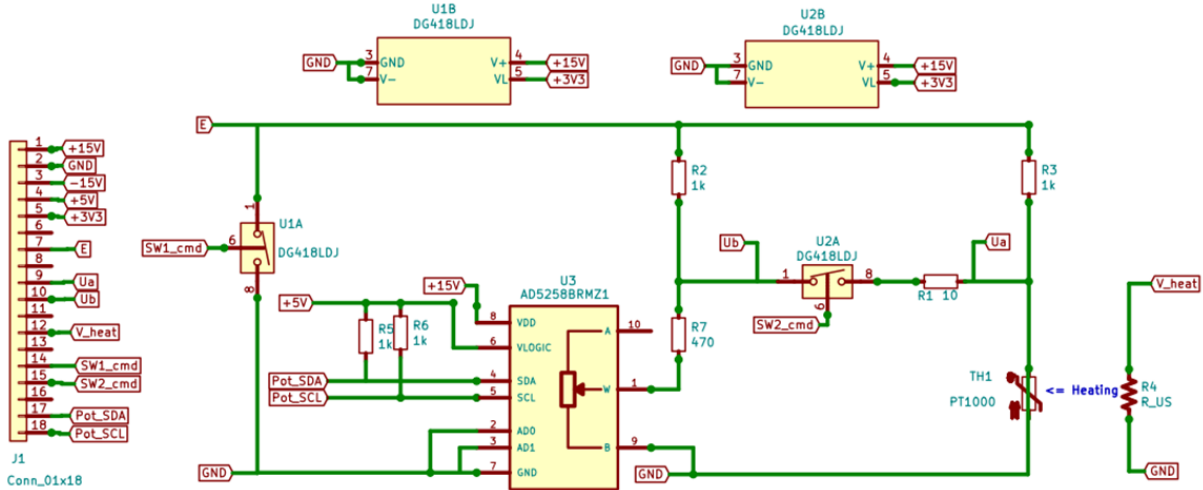 U1B
DG418LDJ
GND
3
GND
7
V-
V+
4
+15V
VL
5
+3V3
U2B
DG418LDJ
GND
3
GND
7
V-
V+
4
+15V
VL
5
+3V3
E
1
+15V
2
GND
3
-15V
4
+5V
5
+3V3
6
7
E
8
9
Ua
10
Ub
11
12
V_heat
13
14
SW1_cmd
15
SW2_cmd
16
17
Pot_SDA
18
Pot_SCL
J1
Conn_01x18
1
U1A
DG418LDJ
SW1_cmd
6
8
R2
1k
R3
1k
Ub
U2A
DG418LDJ
1
8
6
SW2_cmd
Ua
R1 10
+15V
U3
AD5258BRMZ1
+5V
R5
1k
R6
1k
8
VDD
6
VLOGIC
Pot_SDA
4
SDA
Pot_SCL
5
SCL
2
AD0
3
AD1
GND
7
GND
A
10
W
1
B
9
R7
470
GND
TH1
PT1000
<= Heating
V_heat
R4
R_US
GND